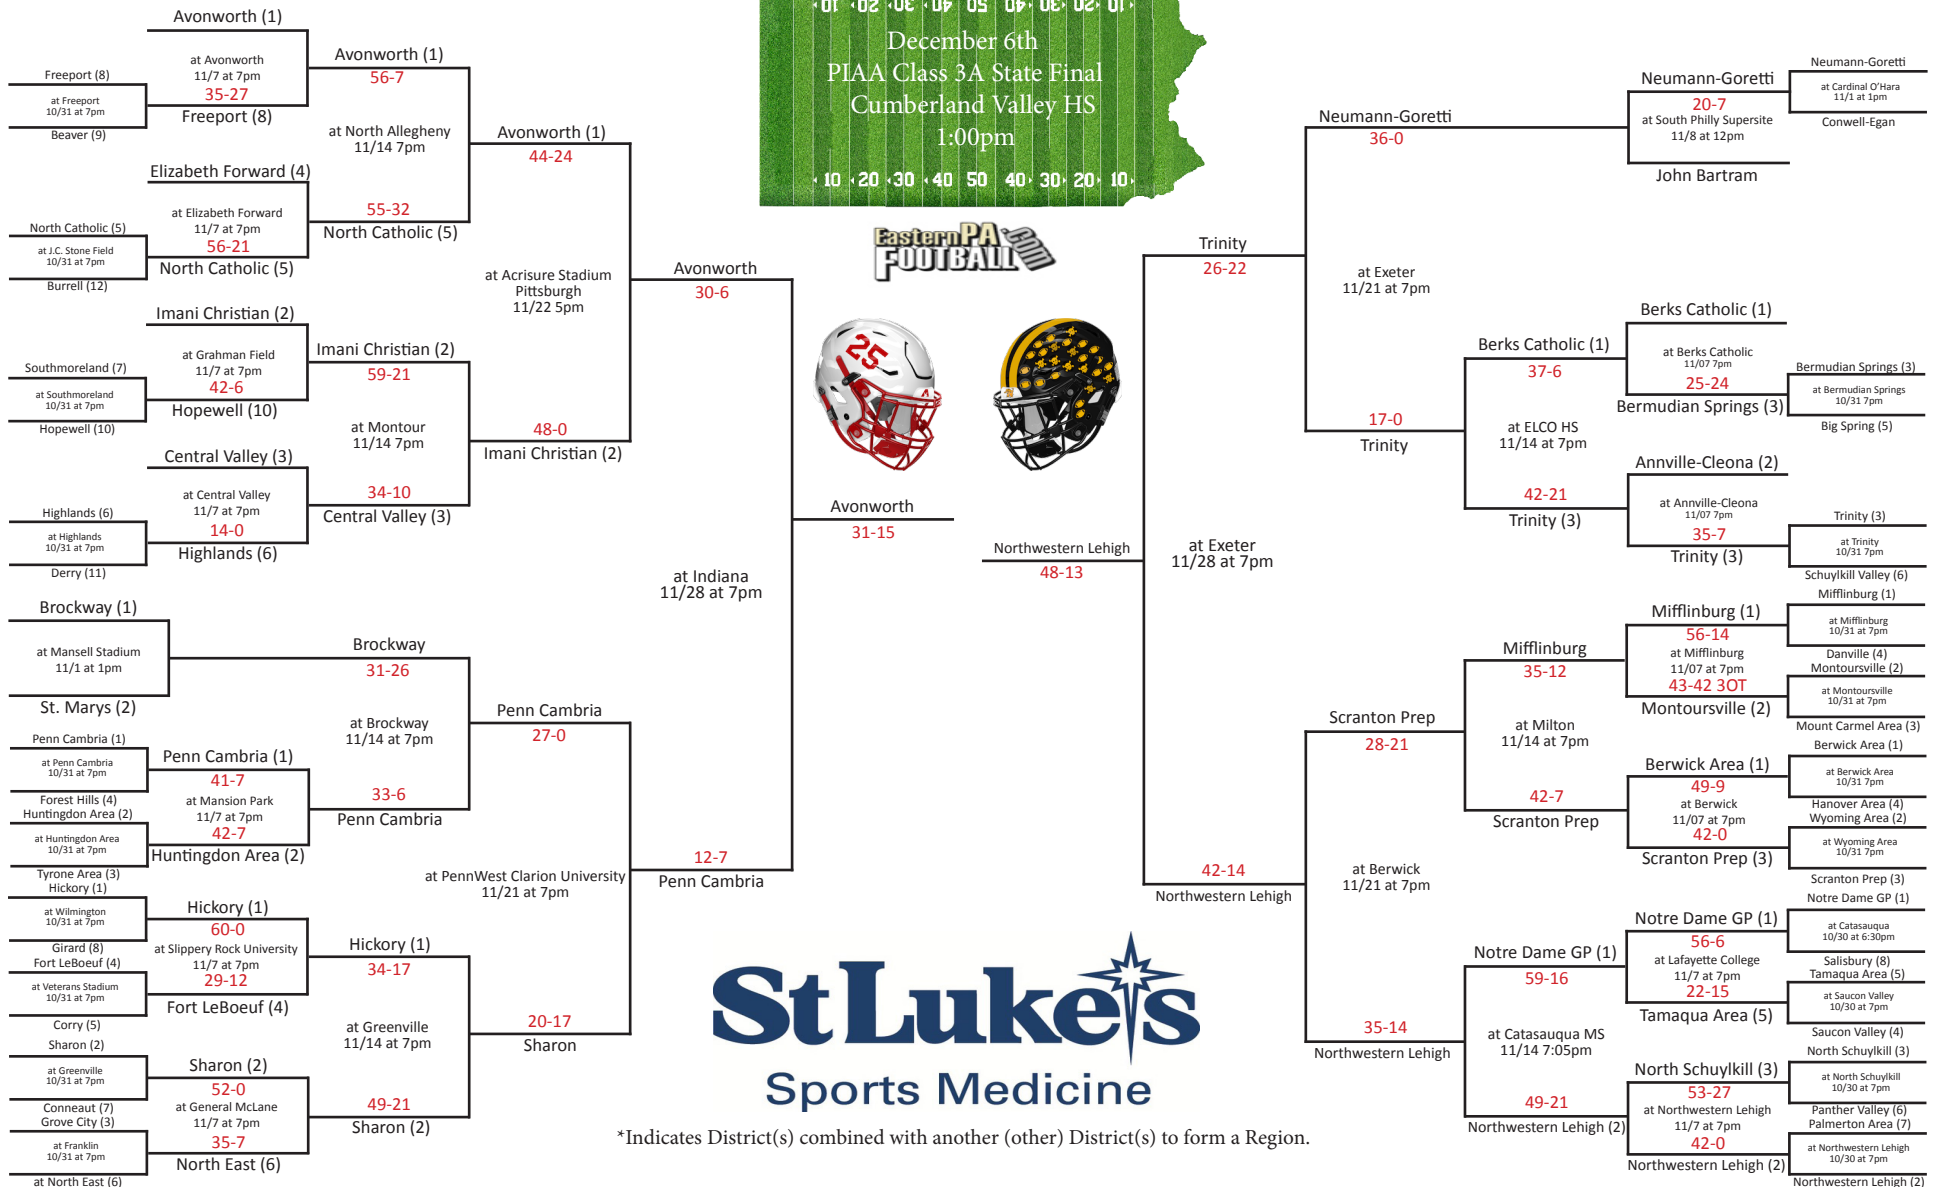 10 20 30 40 50 40 30 20 10
December 6th
PIAA Class 3A State Final
Cumberland Valley HS
1:00pm
10 20 30 40 50 40 30 20 10
EasternPA
FOOTBALL
.com
25
Avonworth (1)
at Avonworth
11/7 at 7pm
35-27
Freeport (8)
Freeport (8)
at Freeport
10/31 at 7pm
Beaver (9)
Avonworth (1)
56-7
at North Allegheny
11/14 7pm
Elizabeth Forward (4)
at Elizabeth Forward
11/7 at 7pm
56-21
North Catholic (5)
North Catholic (5)
at J.C. Stone Field
10/31 at 7pm
Burrell (12)
55-32
North Catholic (5)
Avonworth (1)
44-24
at Acrisure Stadium
Pittsburgh
11/22 5pm
Imani Christian (2)
at Grahman Field
11/7 at 7pm
42-6
Hopewell (10)
Southmoreland (7)
at Southmoreland
10/31 at 7pm
Hopewell (10)
Imani Christian (2)
59-21
at Montour
11/14 7pm
Central Valley (3)
at Central Valley
11/7 at 7pm
14-0
Highlands (6)
Highlands (6)
at Highlands
10/31 at 7pm
Derry (11)
34-10
Central Valley (3)
48-0
Imani Christian (2)
Avonworth
30-6
at Indiana
11/28 at 7pm
Avonworth
31-15
Brockway (1)
at Mansell Stadium
11/1 at 1pm
St. Marys (2)
Brockway
31-26
at Brockway
11/14 at 7pm
Penn Cambria (1)
at Penn Cambria
10/31 at 7pm
Forest Hills (4)
Huntingdon Area (2)
at Huntingdon Area
10/31 at 7pm
Tyrone Area (3)
Penn Cambria (1)
41-7
at Mansion Park
11/7 at 7pm
42-7
Huntingdon Area (2)
33-6
Penn Cambria
Penn Cambria
27-0
at PennWest Clarion University
11/21 at 7pm
12-7
Penn Cambria
Hickory (1)
at Wilmington
10/31 at 7pm
Girard (8)
Fort LeBoeuf (4)
at Veterans Stadium
10/31 at 7pm
Corry (5)
Hickory (1)
60-0
at Slippery Rock University
11/7 at 7pm
29-12
Fort LeBoeuf (4)
Hickory (1)
34-17
at Greenville
11/14 at 7pm
Sharon (2)
at Greenville
10/31 at 7pm
Conneaut (7)
Grove City (3)
at Franklin
10/31 at 7pm
at North East (6)
Sharon (2)
52-0
at General McLane
11/7 at 7pm
35-7
North East (6)
49-21
Sharon (2)
20-17
Sharon
Neumann-Goretti
at Cardinal O'Hara
11/1 at 1pm
Conwell-Egan
Neumann-Goretti
20-7
at South Philly Supersite
11/8 at 12pm
John Bartram
Neumann-Goretti
36-0
at Exeter
11/21 at 7pm
Trinity
26-22
at Exeter
11/28 at 7pm
Berks Catholic (1)
at Berks Catholic
11/07 7pm
25-24
Bermudian Springs (3)
Bermudian Springs (3)
at Bermudian Springs
10/31 7pm
Big Spring (5)
Berks Catholic (1)
37-6
at ELCO HS
11/14 at 7pm
17-0
Trinity
Annville-Cleona (2)
at Annville-Cleona
11/07 7pm
35-7
Trinity (3)
Trinity (3)
at Trinity
10/31 7pm
Schuylkill Valley (6)
42-21
Trinity (3)
Northwestern Lehigh
48-13
Mifflinburg (1)
at Mifflinburg
10/31 at 7pm
Danville (4)
Montoursville (2)
at Montoursville
10/31 at 7pm
Mount Carmel Area (3)
Mifflinburg (1)
56-14
at Mifflinburg
11/07 at 7pm
43-42 3OT
Montoursville (2)
Mifflinburg
35-12
at Milton
11/14 at 7pm
Berwick Area (1)
at Berwick Area
10/31 7pm
Hanover Area (4)
Wyoming Area (2)
at Wyoming Area
10/31 7pm
Scranton Prep (3)
Berwick Area (1)
49-9
at Berwick
11/07 at 7pm
42-0
Scranton Prep (3)
42-7
Scranton Prep
Scranton Prep
28-21
at Berwick
11/21 at 7pm
42-14
Northwestern Lehigh
Notre Dame GP (1)
at Catasauqua
10/30 at 6:30pm
Salisbury (8)
Tamaqua Area (5)
at Saucon Valley
10/30 at 7pm
Saucon Valley (4)
Notre Dame GP (1)
56-6
at Lafayette College
11/7 at 7pm
22-15
Tamaqua Area (5)
Notre Dame GP (1)
59-16
at Catasauqua MS
11/14 7:05pm
35-14
Northwestern Lehigh
North Schuylkill (3)
at North Schuylkill
10/30 at 7pm
Panther Valley (6)
Palmerton Area (7)
at Northwestern Lehigh
10/30 at 7pm
Northwestern Lehigh (2)
North Schuylkill (3)
53-27
at Northwestern Lehigh
11/7 at 7pm
42-0
Northwestern Lehigh (2)
49-21
Northwestern Lehigh (2)
StLuke's
Sports Medicine
*Indicates District(s) combined with another (other) District(s) to form a Region.